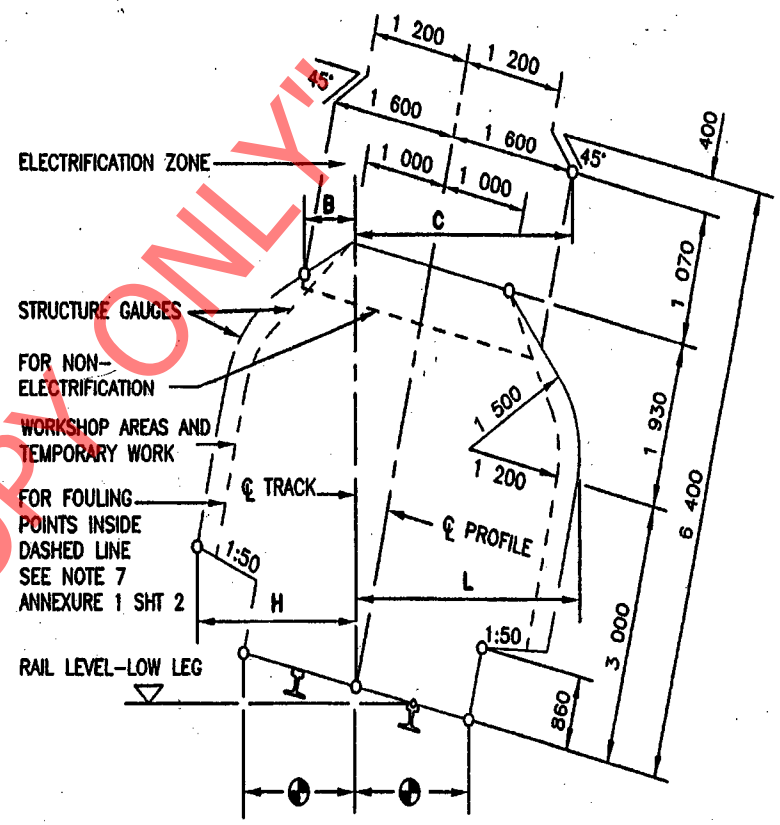 1 200
1 200
45°
1 600
1 600
45°
400
ELECTRIFICATION ZONE
1 000
1 000
B
C
1 070
STRUCTURE GAUGES
FOR NON-
ELECTRIFICATION
1 500
1 930
WORKSHOP AREAS AND
TEMPORARY WORK
1 200
6 400
℄ TRACK
FOR FOULING
POINTS INSIDE
DASHED LINE
SEE NOTE 7
ANNEXURE 1 SHT 2
℄ PROFILE
1:50
H
L
3 000
1:50
RAIL LEVEL-LOW LEG
860
COPY ONLY"